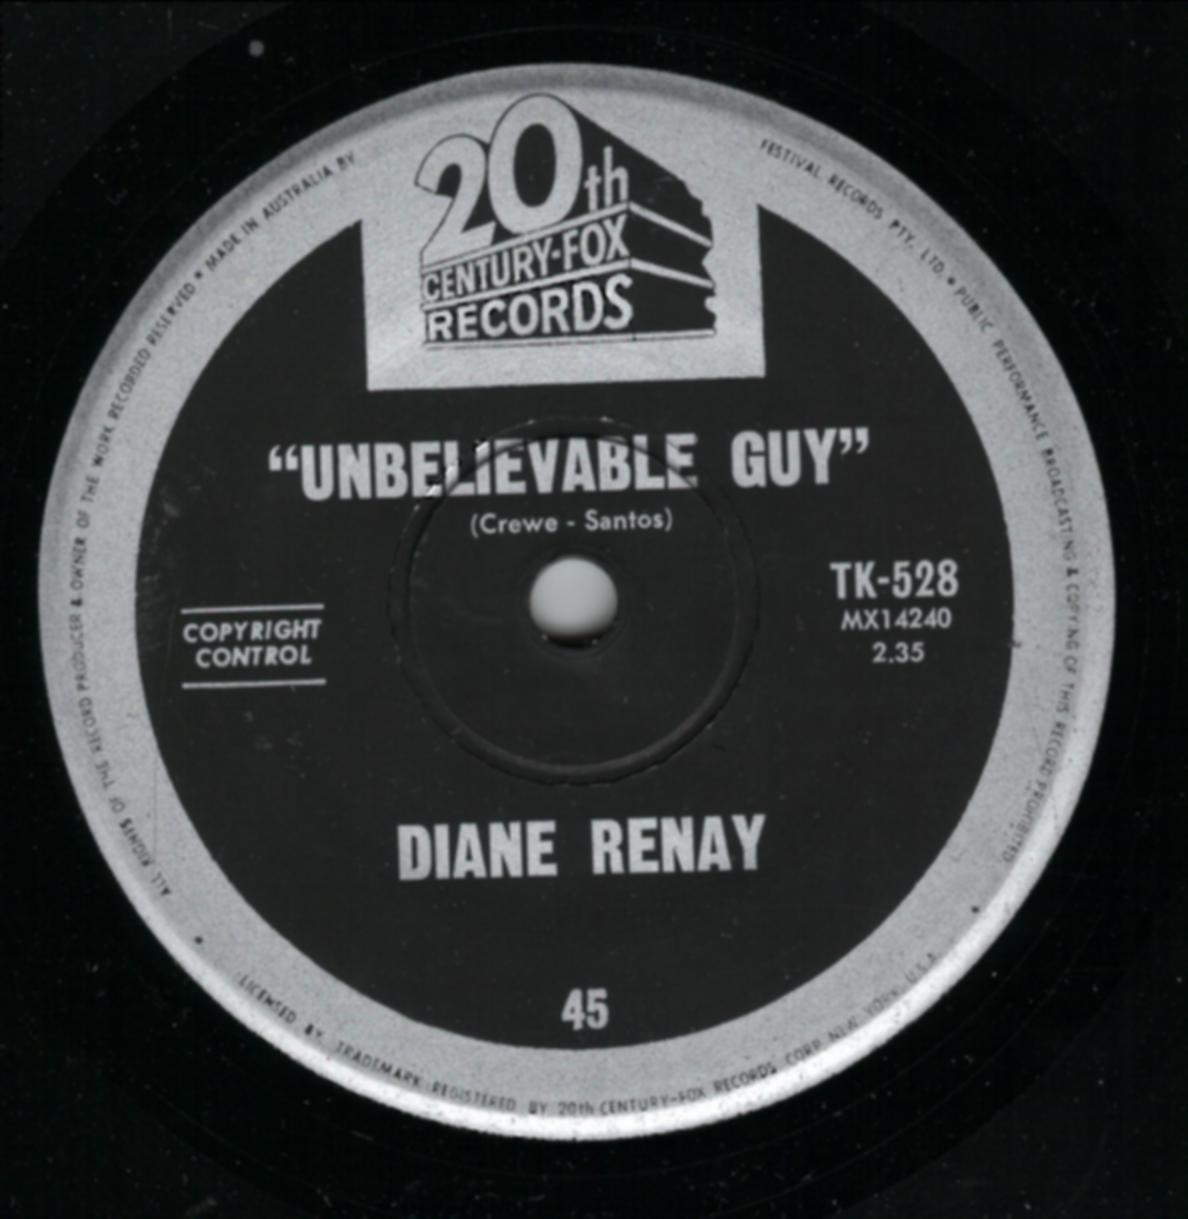 20th
CENTURY-FOX
RECORDS
"UNBELIEVABLE GUY"
(Crewe - Santos)
TK-528
MX14240
2.35
COPYRIGHT
CONTROL
DIANE RENAY
45
ALL RIGHTS OF THE RECORD PRODUCER & OWNER OF THE WORK RECORDED RESERVED • MADE IN AUSTRALIA BY
FESTIVAL RECORDS PTY. LTD. • PUBLIC PERFORMANCE BROADCASTING & COPYING OF THIS RECORD PROHIBITED
LICENSED BY TRADEMARK REGISTERED BY 20th CENTURY-FOX RECORDS CORP. NEW YORK U.S.A.